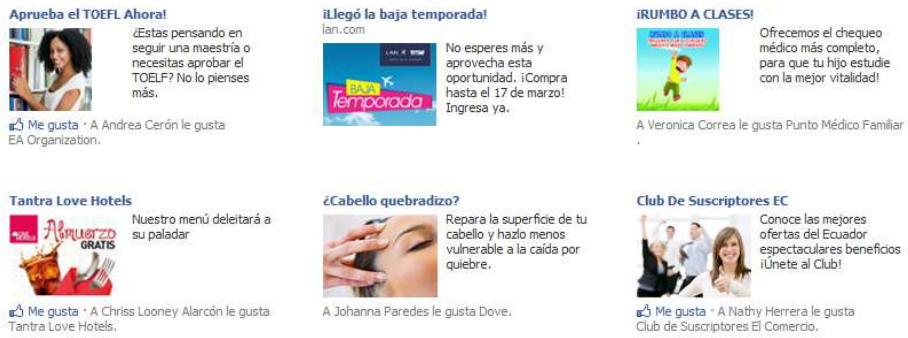 Aprueba el TOEFL Ahora!
¿Estas pensando en
seguir una maestría o
necesitas aprobar el
TOELF? No lo pienses
más.
Me gusta · A Andrea Cerón le gusta
EA Organization.
¡Llegó la baja temporada!
lan.com
LAN TAM
BAJA
Temporada
No esperes más y
aprovecha esta
oportunidad. ¡Compra
hasta el 17 de marzo!
Ingresa ya.
¡RUMBO A CLASES!
RUMBO A CLASES
Ofrecemos el chequeo
médico más completo,
para que tu hijo estudie
con la mejor vitalidad!
A Veronica Correa le gusta Punto Médico Familiar
.
Tantra Love Hotels
Almuerzo
GRATIS
Nuestro menú deleitará a
su paladar
Me gusta · A Chriss Looney Alarcón le gusta
Tantra Love Hotels.
¿Cabello quebradizo?
Repara la superficie de tu
cabello y hazlo menos
vulnerable a la caída por
quiebre.
A Johanna Paredes le gusta Dove.
Club De Suscriptores EC
Conoce las mejores
ofertas del Ecuador
espectaculares beneficios
¡Únete al Club!
Me gusta · A Nathy Herrera le gusta
Club de Suscriptores El Comercio.